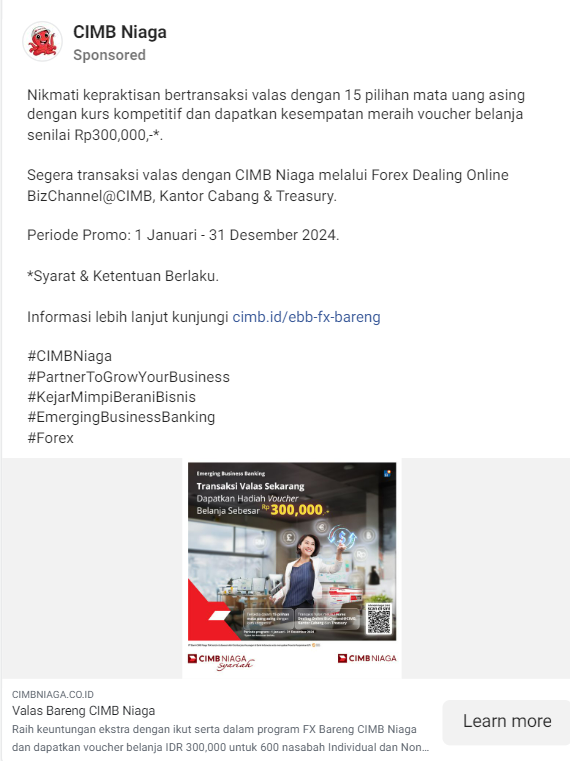 CIMB Niaga
Sponsored
Nikmati kepraktisan bertransaksi valas dengan 15 pilihan mata uang asing
dengan kurs kompetitif dan dapatkan kesempatan meraih voucher belanja
senilai Rp300,000,-*.
Segera transaksi valas dengan CIMB Niaga melalui Forex Dealing Online
BizChannel@CIMB, Kantor Cabang & Treasury.
Periode Promo: 1 Januari - 31 Desember 2024.
*Syarat & Ketentuan Berlaku.
Informasi lebih lanjut kunjungi cimb.id/ebb-fx-bareng
#CIMBNiaga
#PartnerToGrowYourBusiness
#KejarMimpiBeraniBisnis
#EmergingBusinessBanking
#Forex
Emerging Business Banking
Transaksi Valas Sekarang
Dapatkan Hadiah Voucher
Belanja Sebesar Rp300,000,-
CIMB NIAGA
syariah
CIMB NIAGA
CIMBNIAGA.CO.ID
Valas Bareng CIMB Niaga
Raih keuntungan ekstra dengan ikut serta dalam program FX Bareng CIMB Niaga
dan dapatkan voucher belanja IDR 300,000 untuk 600 nasabah Individual dan Non...
Learn more